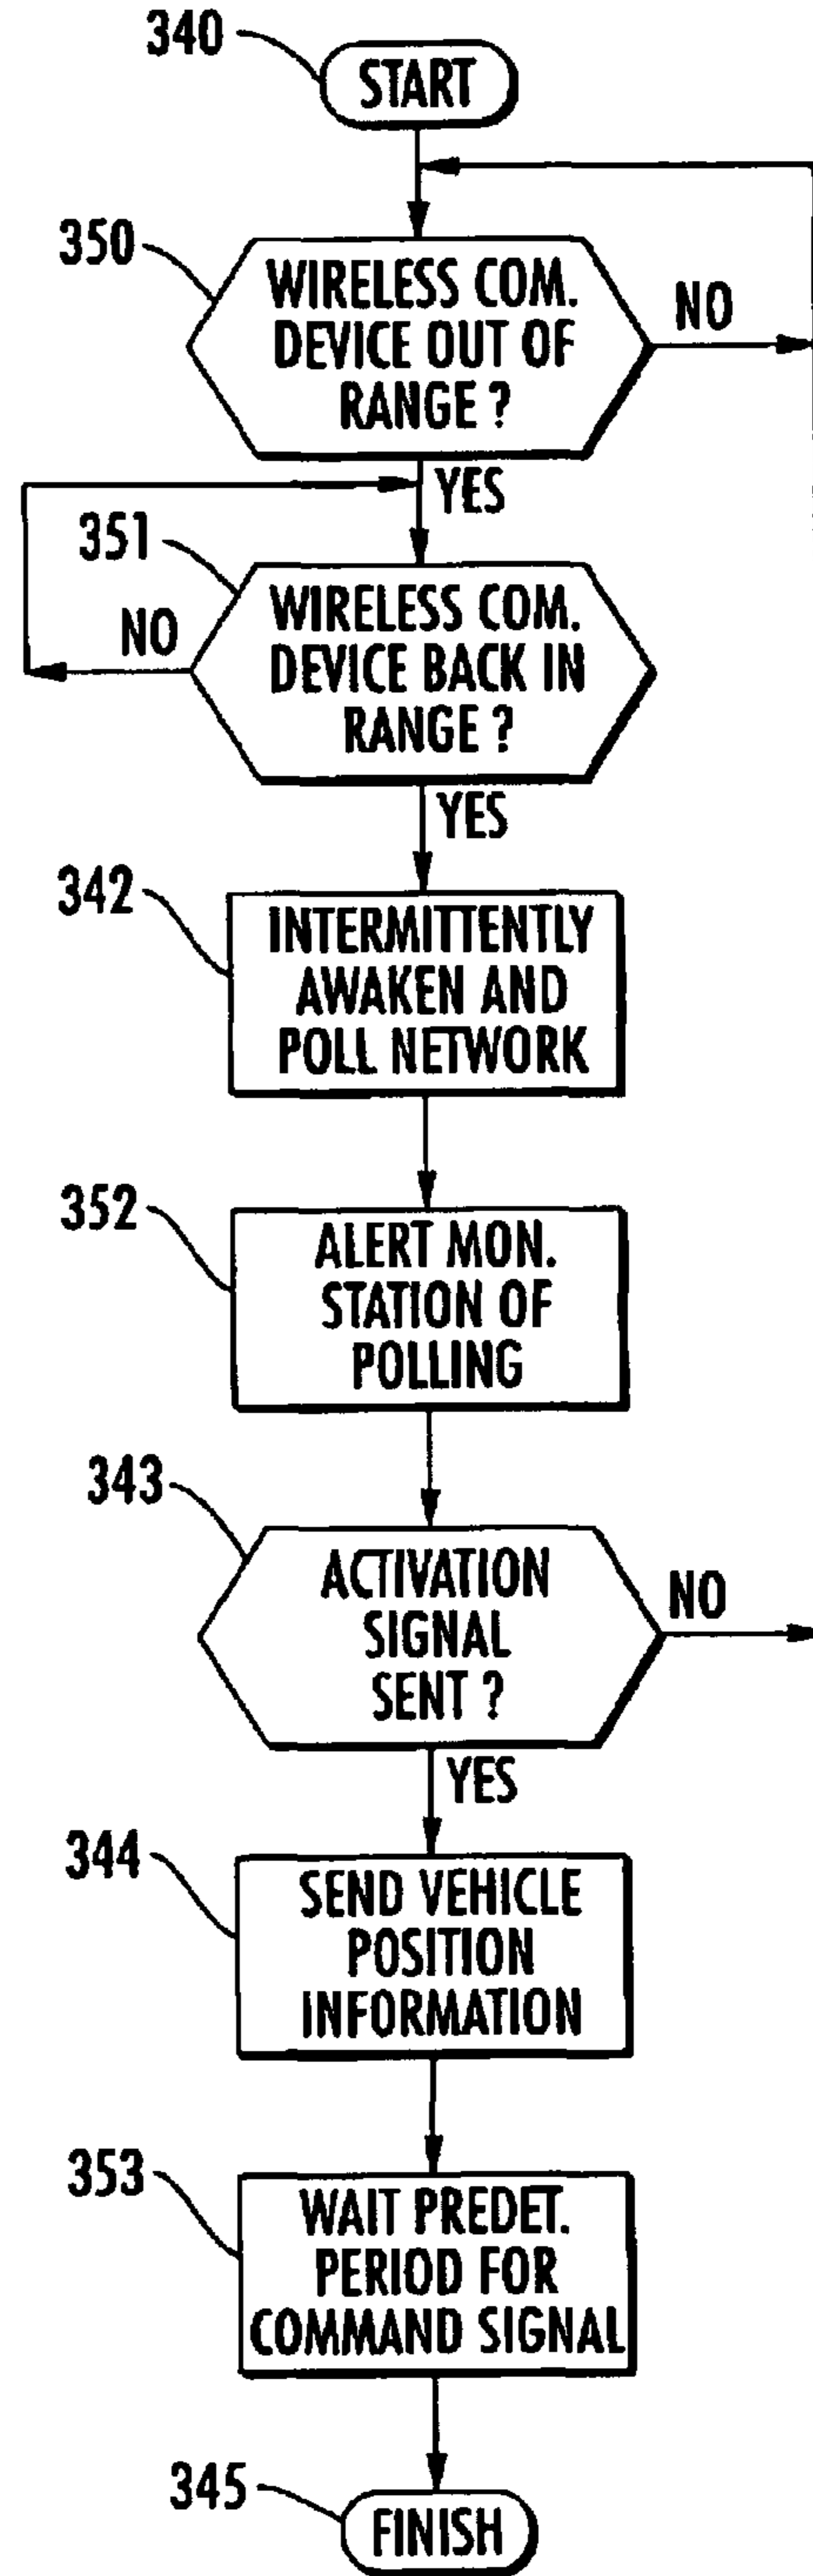 340
START
350
WIRELESS COM.
DEVICE OUT OF
RANGE ?
NO
YES
351
WIRELESS COM.
DEVICE BACK IN
RANGE ?
NO
YES
342
INTERMITTENTLY
AWAKEN AND
POLL NETWORK
352
ALERT MON.
STATION OF
POLLING
343
ACTIVATION
SIGNAL
SENT ?
NO
YES
344
SEND VEHICLE
POSITION
INFORMATION
353
WAIT PREDET.
PERIOD FOR
COMMAND SIGNAL
345
FINISH